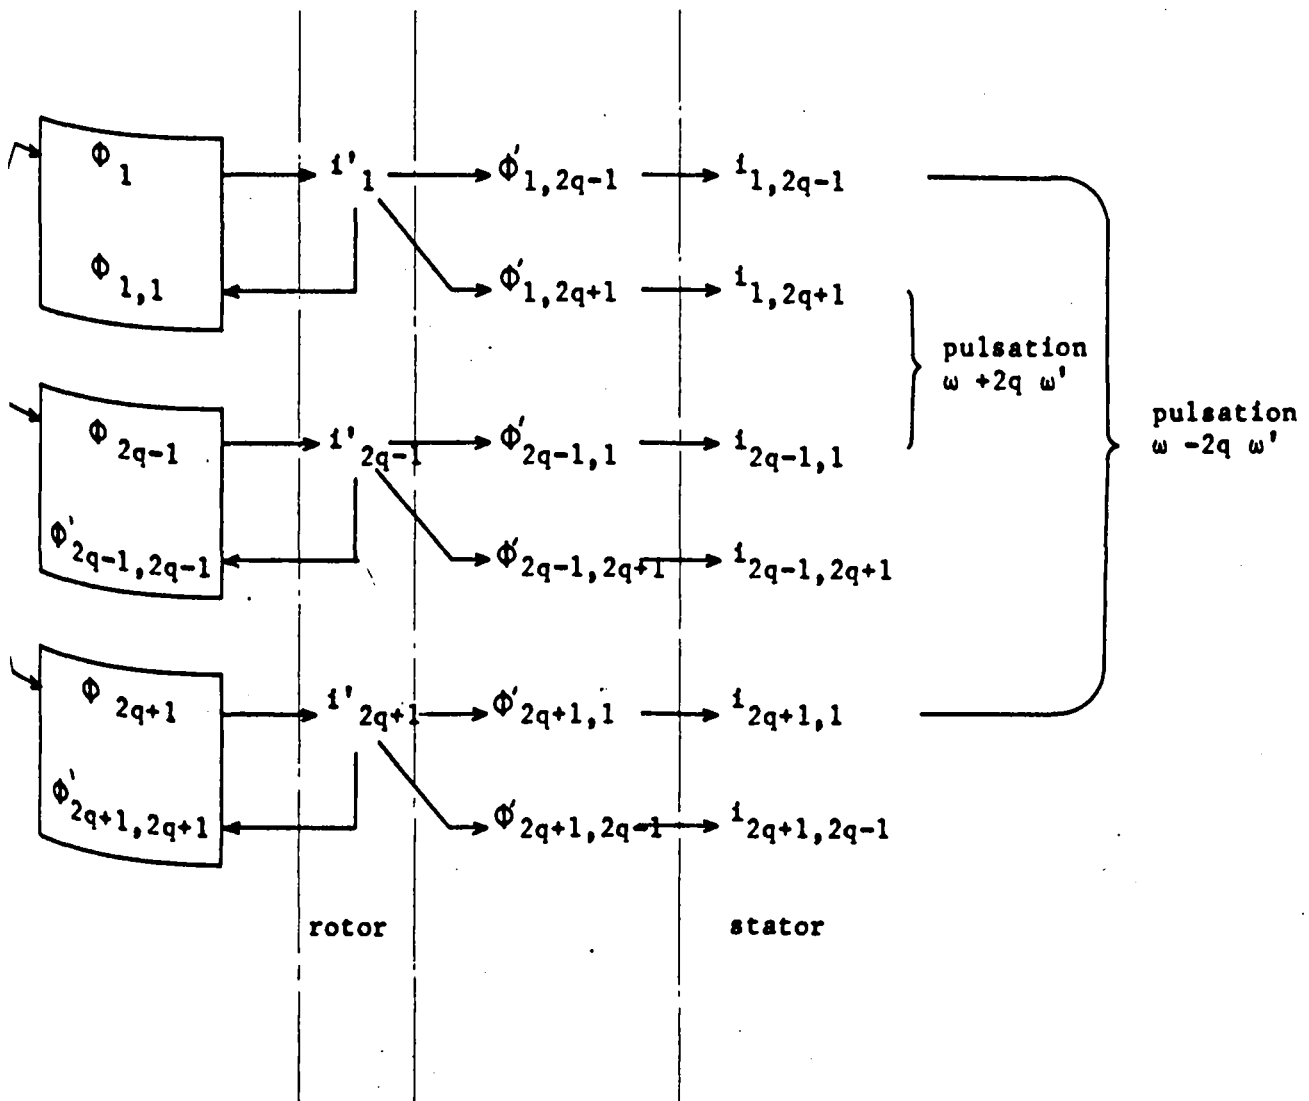 Φ1 i'1 Φ'1,2q-1 i1,2q-1
Φ1,1 Φ'1,2q+1 i1,2q+1
pulsation
ω +2q ω'
pulsation
ω -2q ω'
Φ2q-1 i'2q-1 Φ'2q-1,1 i2q-1,1
Φ'2q-1,2q-1 Φ'2q-1,2q+1 i2q-1,2q+1
Φ2q+1 i'2q+1 Φ'2q+1,1 i2q+1,1
Φ'2q+1,2q+1 Φ'2q+1,2q-1 i2q+1,2q-1
rotor stator